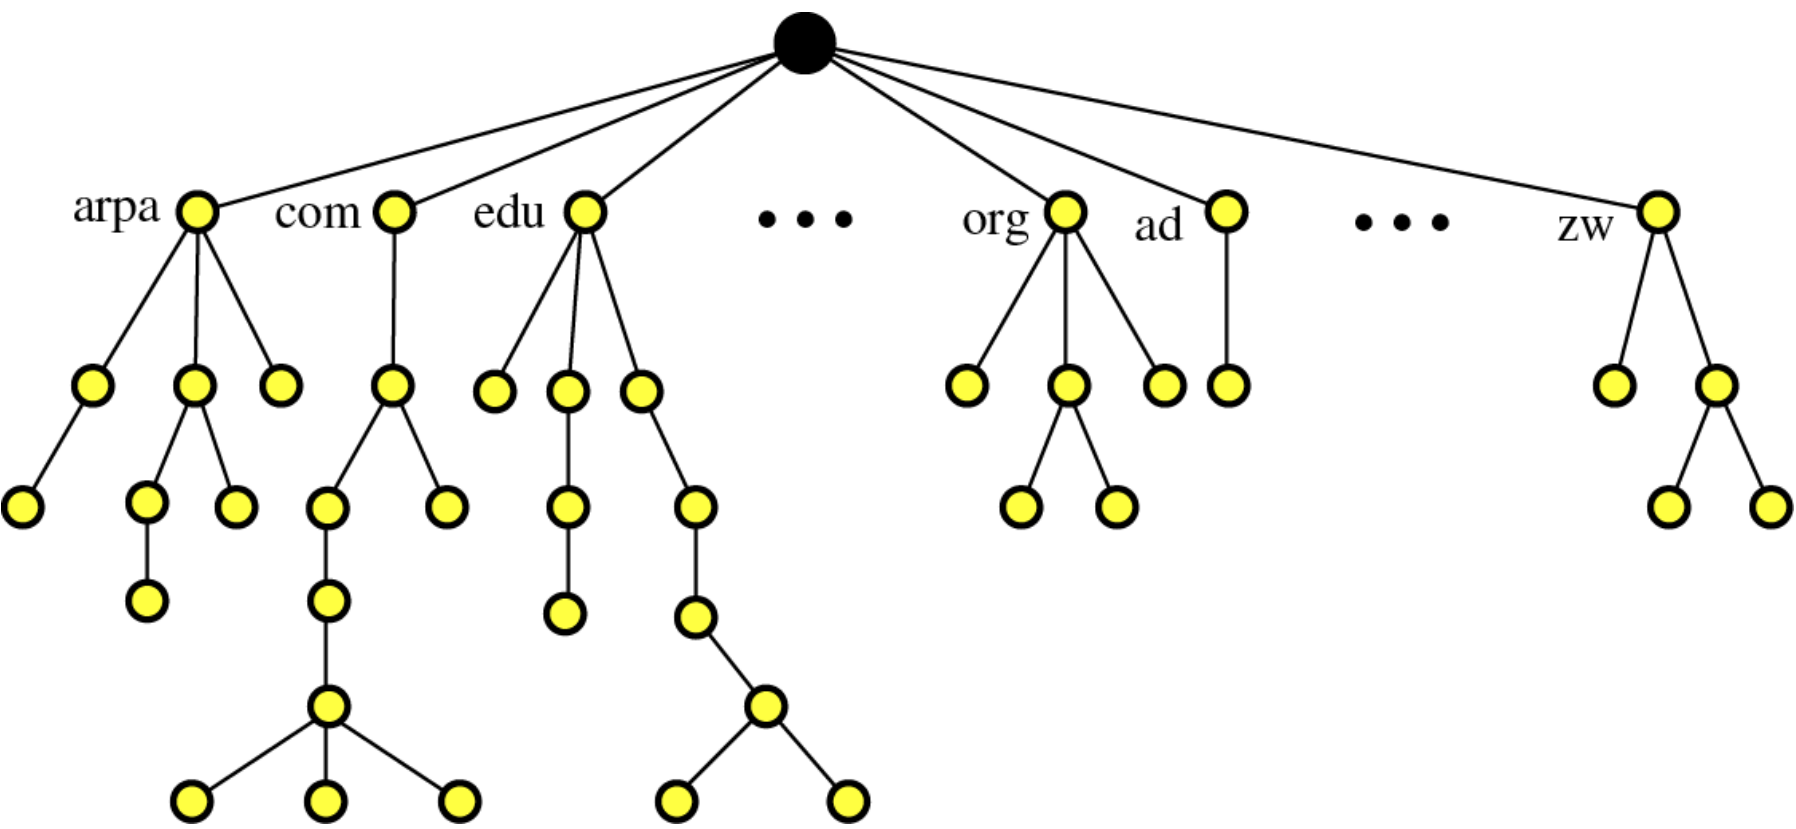 arpa com edu ••• org ad ••• zw